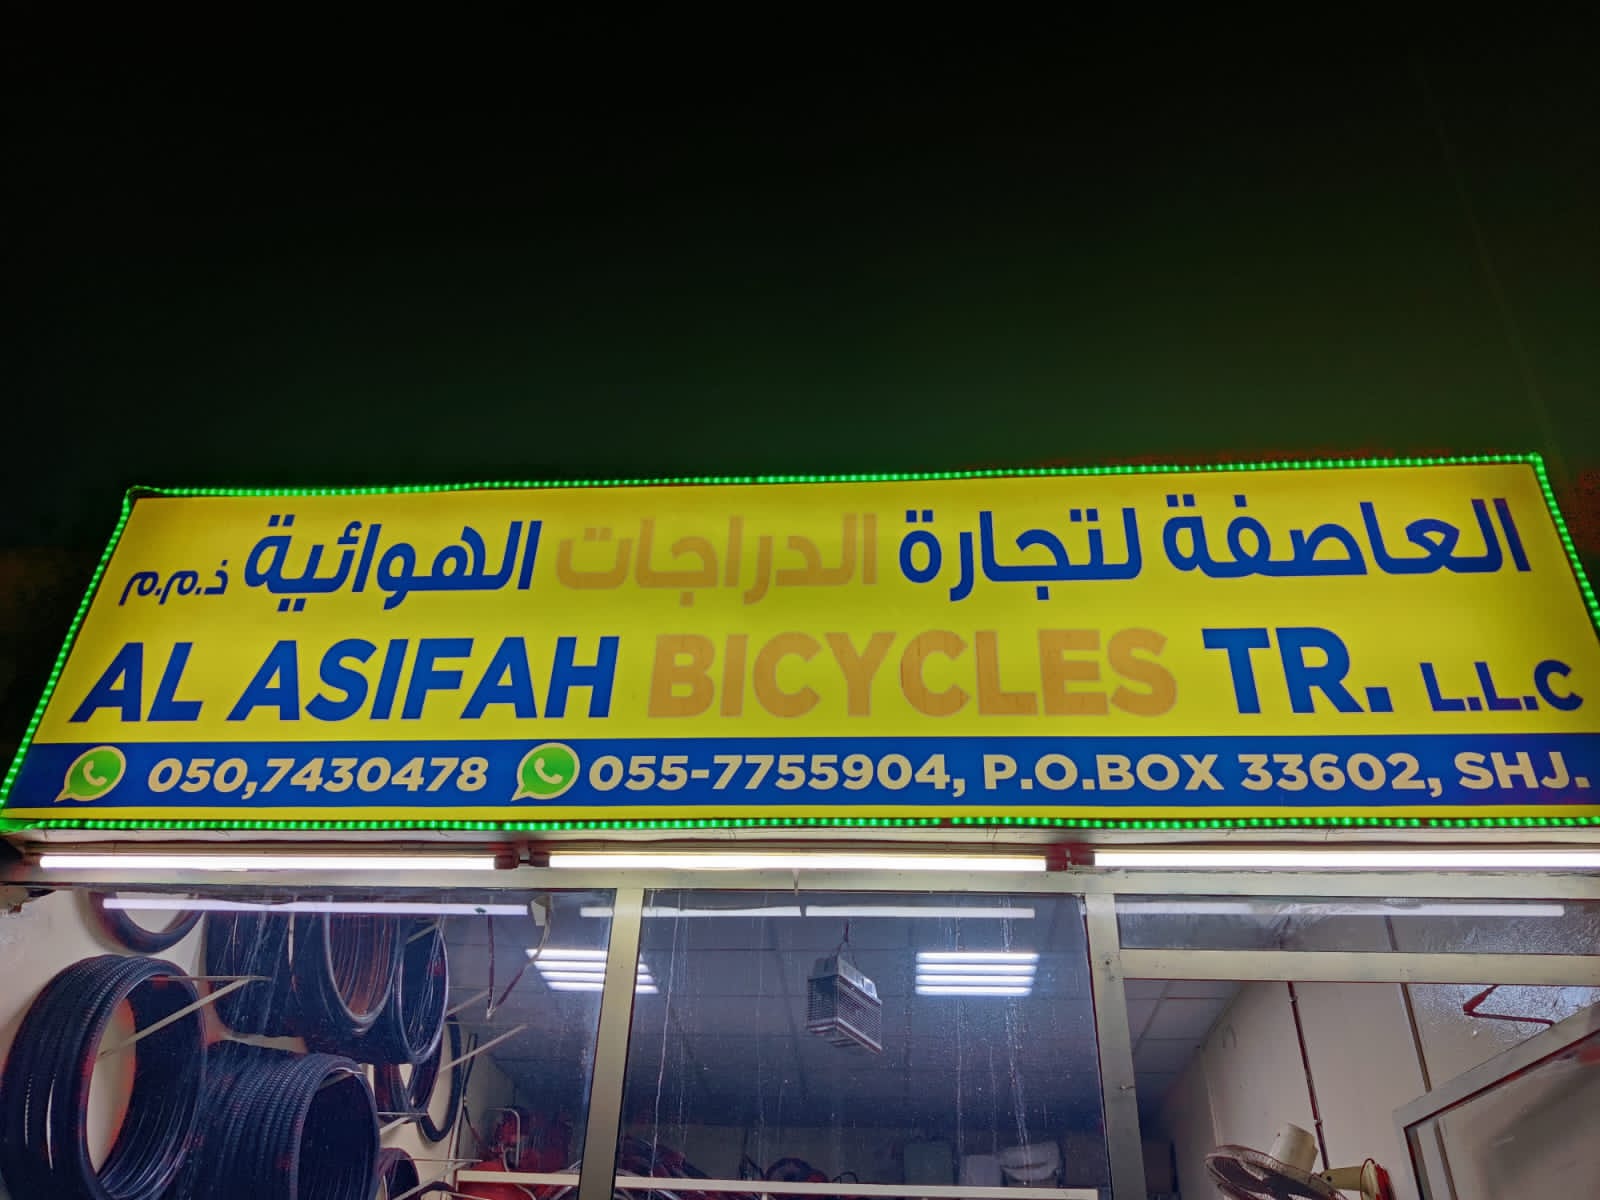 العاصفة لتجارة الدراجات الهوائية ذ.م.م
AL ASIFAH BICYCLES TR. L.L.C
050,7430478 055-7755904, P.O.BOX 33602, SHJ.